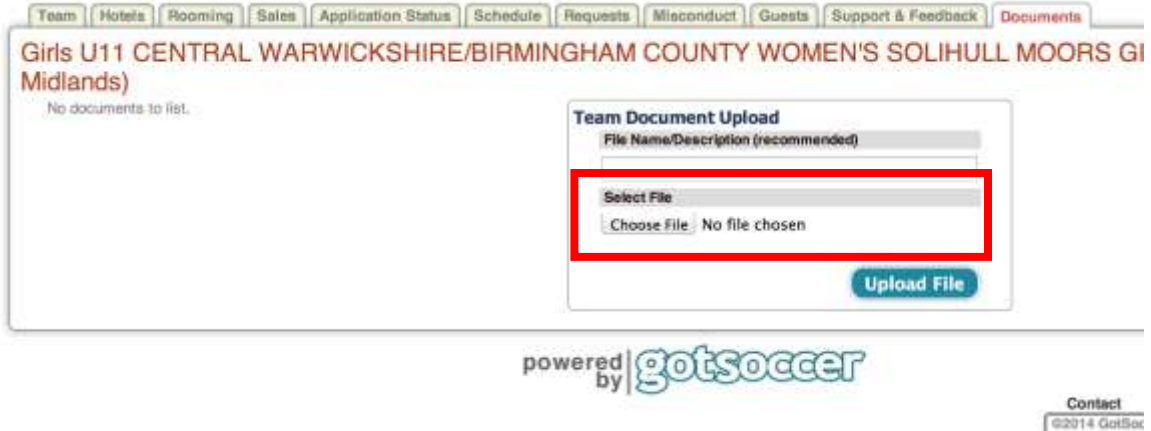 Team Hotels Rooming Sales Application Status Schedule Requests Misconduct Guests Support & Feedback Documents
Girls U11 CENTRAL WARWICKSHIRE/BIRMINGHAM COUNTY WOMEN'S SOLIHULL MOORS GI
Midlands)
No documents to list.
Team Document Upload
File Name/Description (recommended)
Select File
Choose File No file chosen
Upload File
powered
by gotsoccer
Contact
©2014 GotSoc